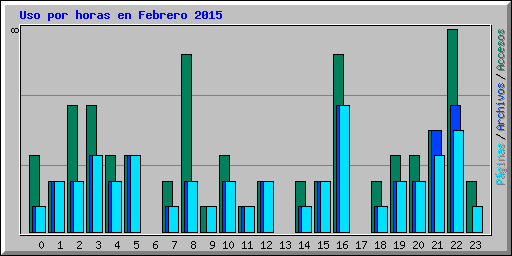 Uso por horas en Febrero 2015
8
Páginas / Archivos / Accesos
0 1 2 3 4 5 6 7 8 9 10 11 12 13 14 15 16 17 18 19 20 21 22 23